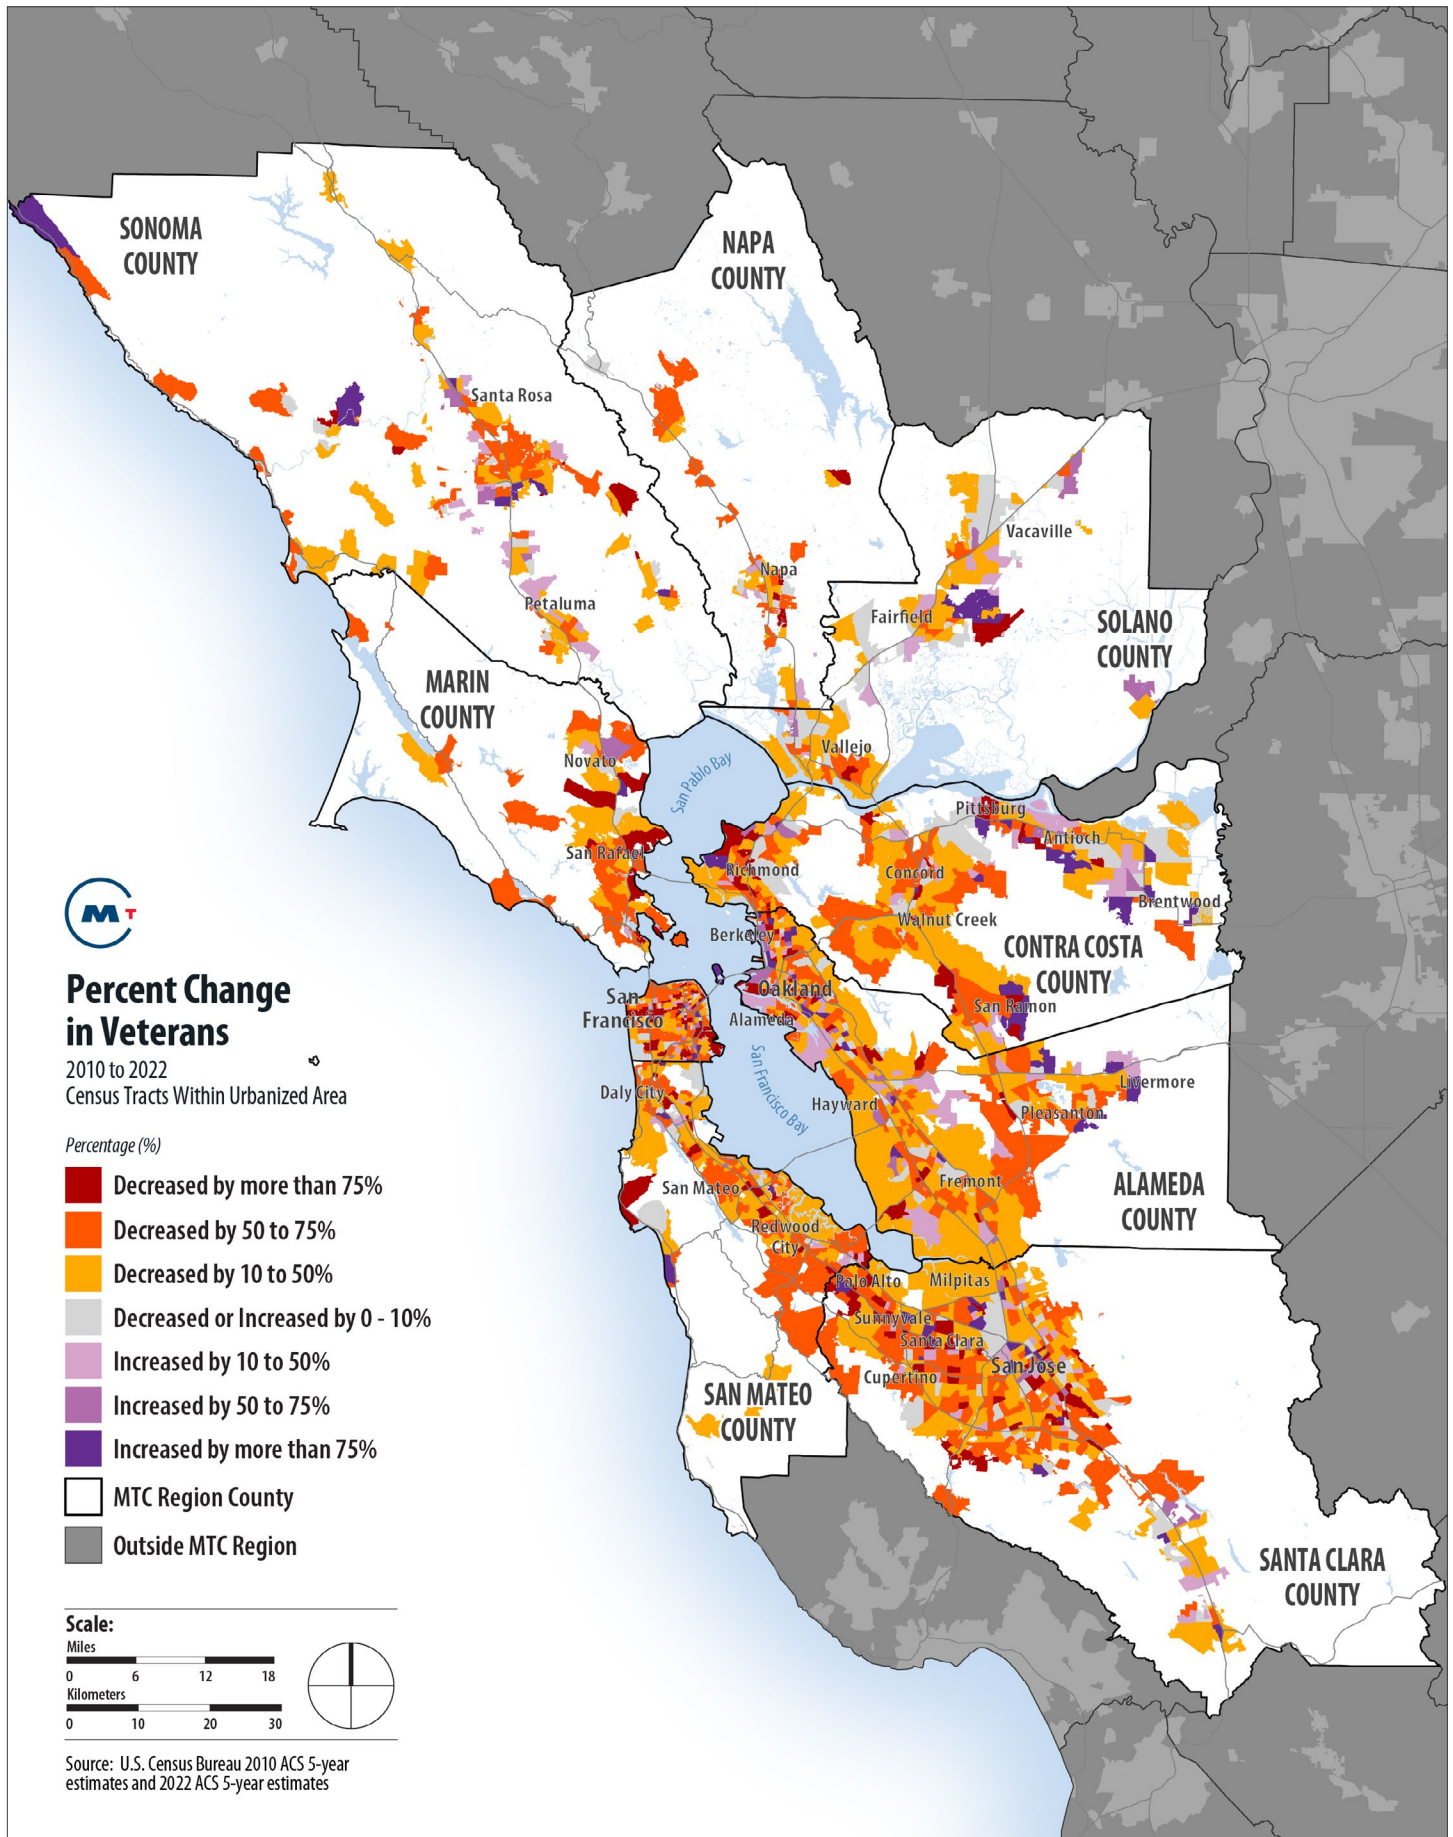 SONOMA
COUNTY
NAPA
COUNTY
Santa Rosa
Vacaville
Napa
Petaluma
Fairfield
SOLANO
COUNTY
MARIN
COUNTY
Novato
Vallejo
San Pablo Bay
Pittsburg
Antioch
San Rafael
Richmond
Concord
Brentwood
Walnut Creek
Berkeley
CONTRA COSTA
COUNTY
Oakland
San
Francisco
San Ramon
Alameda
San Francisco Bay
Daly City
Hayward
Livermore
Pleasanton
San Mateo
Fremont
ALAMEDA
COUNTY
Redwood
City
Palo Alto
Milpitas
Sunnyvale
Santa Clara
San Jose
Cupertino
SAN MATEO
COUNTY
SANTA CLARA
COUNTY
M T
Percent Change
in Veterans
2010 to 2022
Census Tracts Within Urbanized Area
Percentage (%)
Decreased by more than 75%
Decreased by 50 to 75%
Decreased by 10 to 50%
Decreased or Increased by 0 - 10%
Increased by 10 to 50%
Increased by 50 to 75%
Increased by more than 75%
MTC Region County
Outside MTC Region
Scale:
Miles
0 6 12 18
Kilometers
0 10 20 30
Source: U.S. Census Bureau 2010 ACS 5-year
estimates and 2022 ACS 5-year estimates